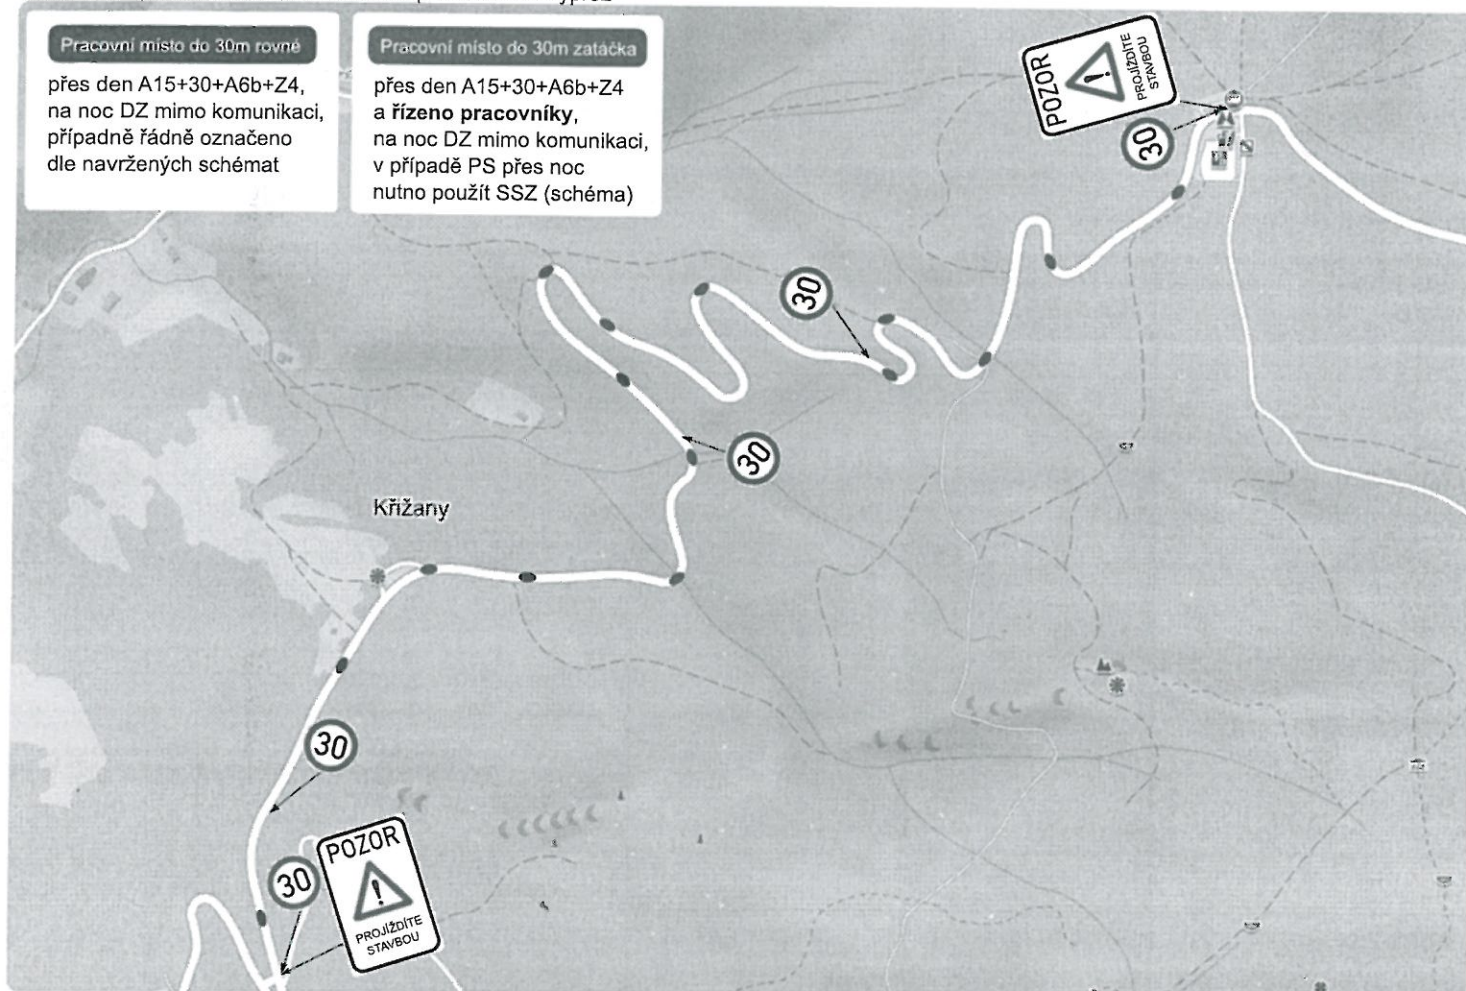 Pracovní místo do 30m rovné
přes den A15+30+A6b+Z4,
na noc DZ mimo komunikaci,
případně řádně označeno
dle navržených schémat
Pracovní místo do 30m zatáčka
přes den A15+30+A6b+Z4
a řízeno pracovníky,
na noc DZ mimo komunikaci,
v případě PS přes noc
nutno použít SSZ (schéma)
POZOR
!
PROJÍŽDÍTE
STAVBOU
30
30
30
Křižany
30
30
POZOR
!
PROJÍŽDÍTE
STAVBOU